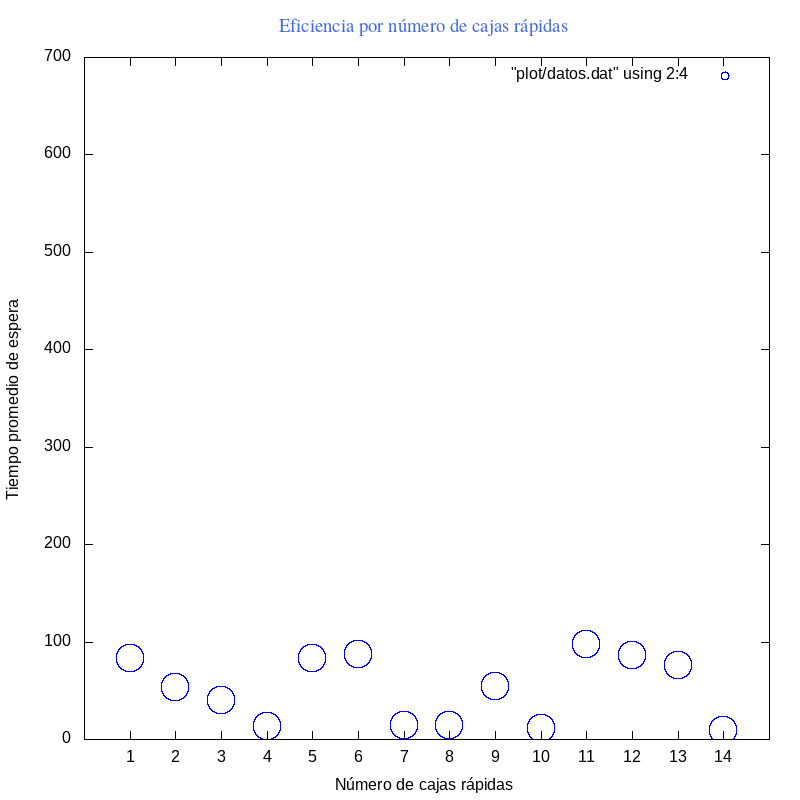 Eficiencia por número de cajas rápidas
"plot/datos.dat" using 2:4
700
600
500
400
300
200
100
0
Tiempo promedio de espera
1 2 3 4 5 6 7 8 9 10 11 12 13 14
Número de cajas rápidas